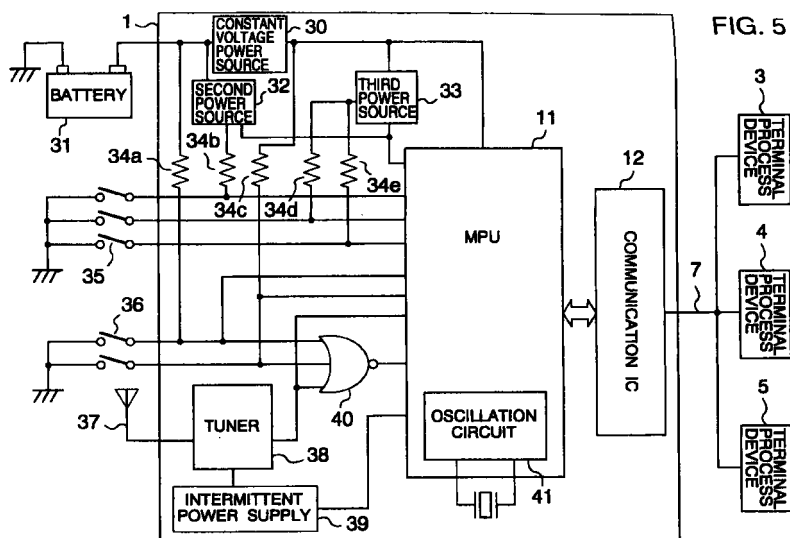 FIG. 5
1
CONSTANT
VOLTAGE
POWER
SOURCE
30
BATTERY
31
SECOND
POWER
SOURCE
32
THIRD
POWER
SOURCE
33
34a
34b
34c
34d
34e
35
36
37
TUNER
38
INTERMITTENT
POWER SUPPLY
39
40
11
MPU
OSCILLATION
CIRCUIT
41
12
COMMUNICATION IC
7
3
TERMINAL
PROCESS
DEVICE
4
TERMINAL
PROCESS
DEVICE
5
TERMINAL
PROCESS
DEVICE